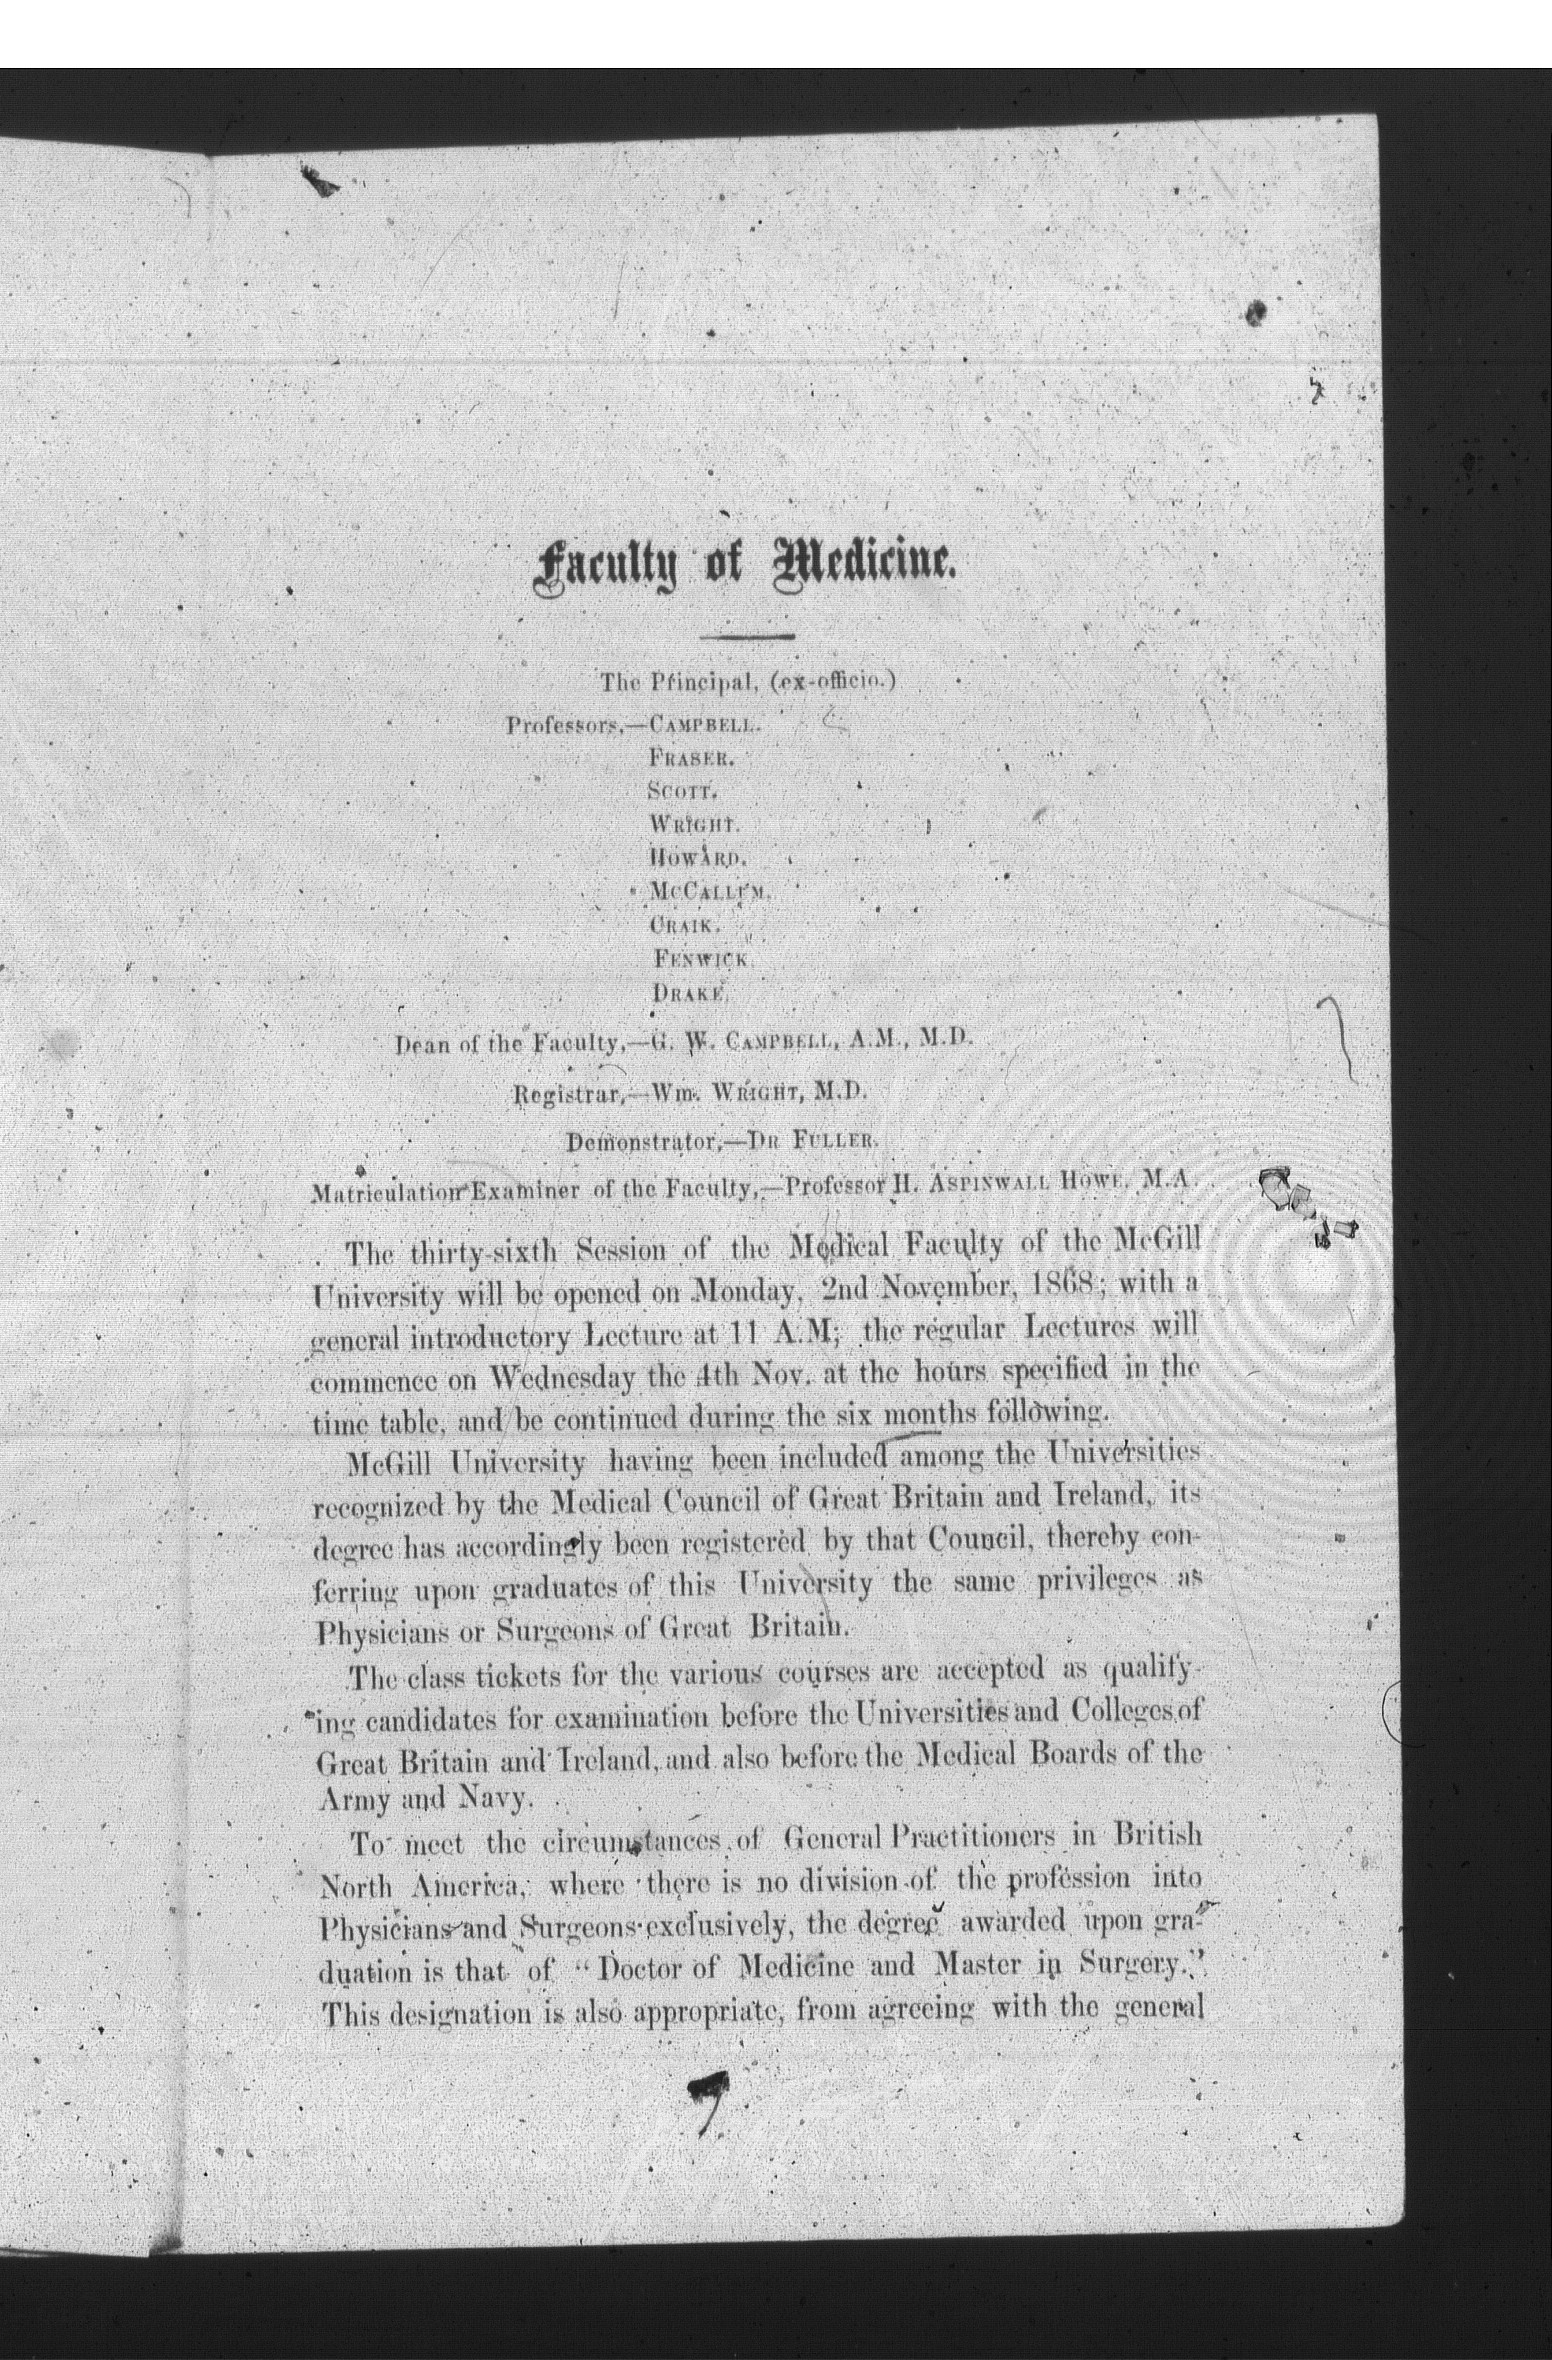 Faculty of Medicine.
The Principal, (ex-officio.)
Professors,—CAMPBELL.
FRASER.
SCOTT.
WRIGHT.
HOWARD.
MCCALLUM.
CRAIK.
FENWICK.
DRAKE.
Dean of the Faculty,—G. W. CAMPBELL, A.M., M.D.
Registrar,—Wm. WRIGHT, M.D.
Demonstrator,—DR FULLER.
Matriculation Examiner of the Faculty,—Professor H. ASPINWALL HOWE, M.A.
The thirty-sixth Session of the Medical Faculty of the McGill
University will be opened on Monday, 2nd November, 1868; with a
general introductory Lecture at 11 A.M; the regular Lectures will
commence on Wednesday the 4th Nov. at the hours specified in the
time table, and be continued during the six months following.
McGill University having been included among the Universities
recognized by the Medical Council of Great Britain and Ireland, its
degree has accordingly been registered by that Council, thereby con-
ferring upon graduates of this University the same privileges as
Physicians or Surgeons of Great Britain.
The class tickets for the various courses are accepted as qualify-
ing candidates for examination before the Universities and Colleges of
Great Britain and Ireland, and also before the Medical Boards of the
Army and Navy.
To meet the circumstances of General Practitioners in British
North America, where there is no division of the profession into
Physicians and Surgeons exclusively, the degree awarded upon gra-
duation is that of "Doctor of Medicine and Master in Surgery."
This designation is also appropriate, from agreeing with the general